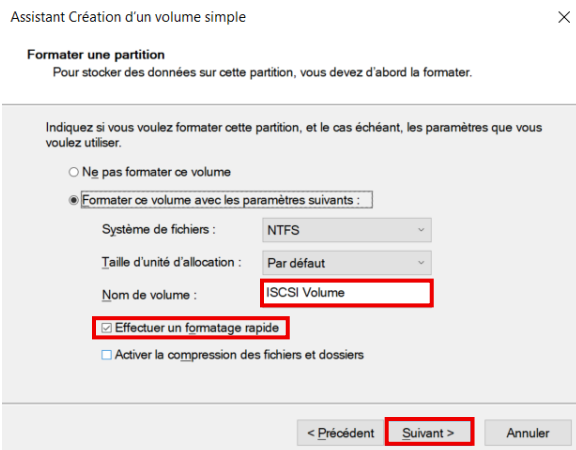 Assistant Création d'un volume simple
Formater une partition
Pour stocker des données sur cette partition, vous devez d'abord la formater.
Indiquez si vous voulez formater cette partition, et le cas échéant, les paramètres que vous
voulez utiliser.
Ne pas formater ce volume
Formater ce volume avec les paramètres suivants :
Système de fichiers : NTFS
Taille d'unité d'allocation : Par défaut
Nom de volume : ISCSI Volume
Effectuer un formatage rapide
Activer la compression des fichiers et dossiers
< Précédent Suivant > Annuler